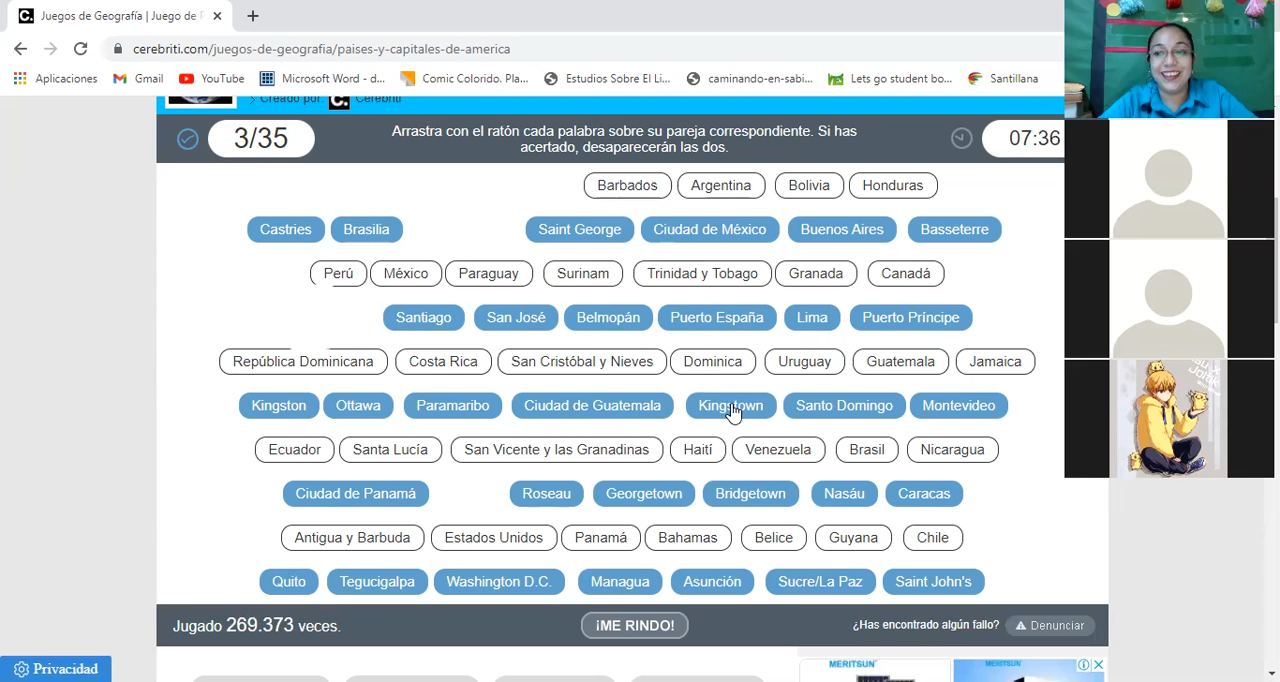 Juegos de Geografía | Juego de P
cerebriti.com/juegos-de-geografia/paises-y-capitales-de-america
Aplicaciones Gmail YouTube Microsoft Word - d... Comic Corrido. Pla... Estudios Sobre El Li... caminando-en-sabi... Lets go student bo... Santillana
Creado por C. Cerebriti
3/35
Arrastra con el ratón cada palabra sobre su pareja correspondiente. Si has
acertado, desaparecerán las dos.
07:36
Barbados Argentina Bolivia Honduras
Castries Brasilia Saint George Ciudad de México Buenos Aires Basseterre
Perú México Paraguay Surinam Trinidad y Tobago Granada Canadá
Santiago San José Belmopán Puerto España Lima Puerto Príncipe
República Dominicana Costa Rica San Cristóbal y Nieves Dominica Uruguay Guatemala Jamaica
Kingston Ottawa Paramaribo Ciudad de Guatemala Kingstown Santo Domingo Montevideo
Ecuador Santa Lucía San Vicente y las Granadinas Haití Venezuela Brasil Nicaragua
Ciudad de Panamá Roseau Georgetown Bridgetown Nasáu Caracas
Antigua y Barbuda Estados Unidos Panamá Bahamas Belice Guyana Chile
Quito Tegucigalpa Washington D.C. Managua Asunción Sucre/La Paz Saint John's
Jugado 269.373 veces.
¡ME RINDO!
¿Has encontrado algún fallo? Denunciar
Privacidad
MERITSUN MERITSUN